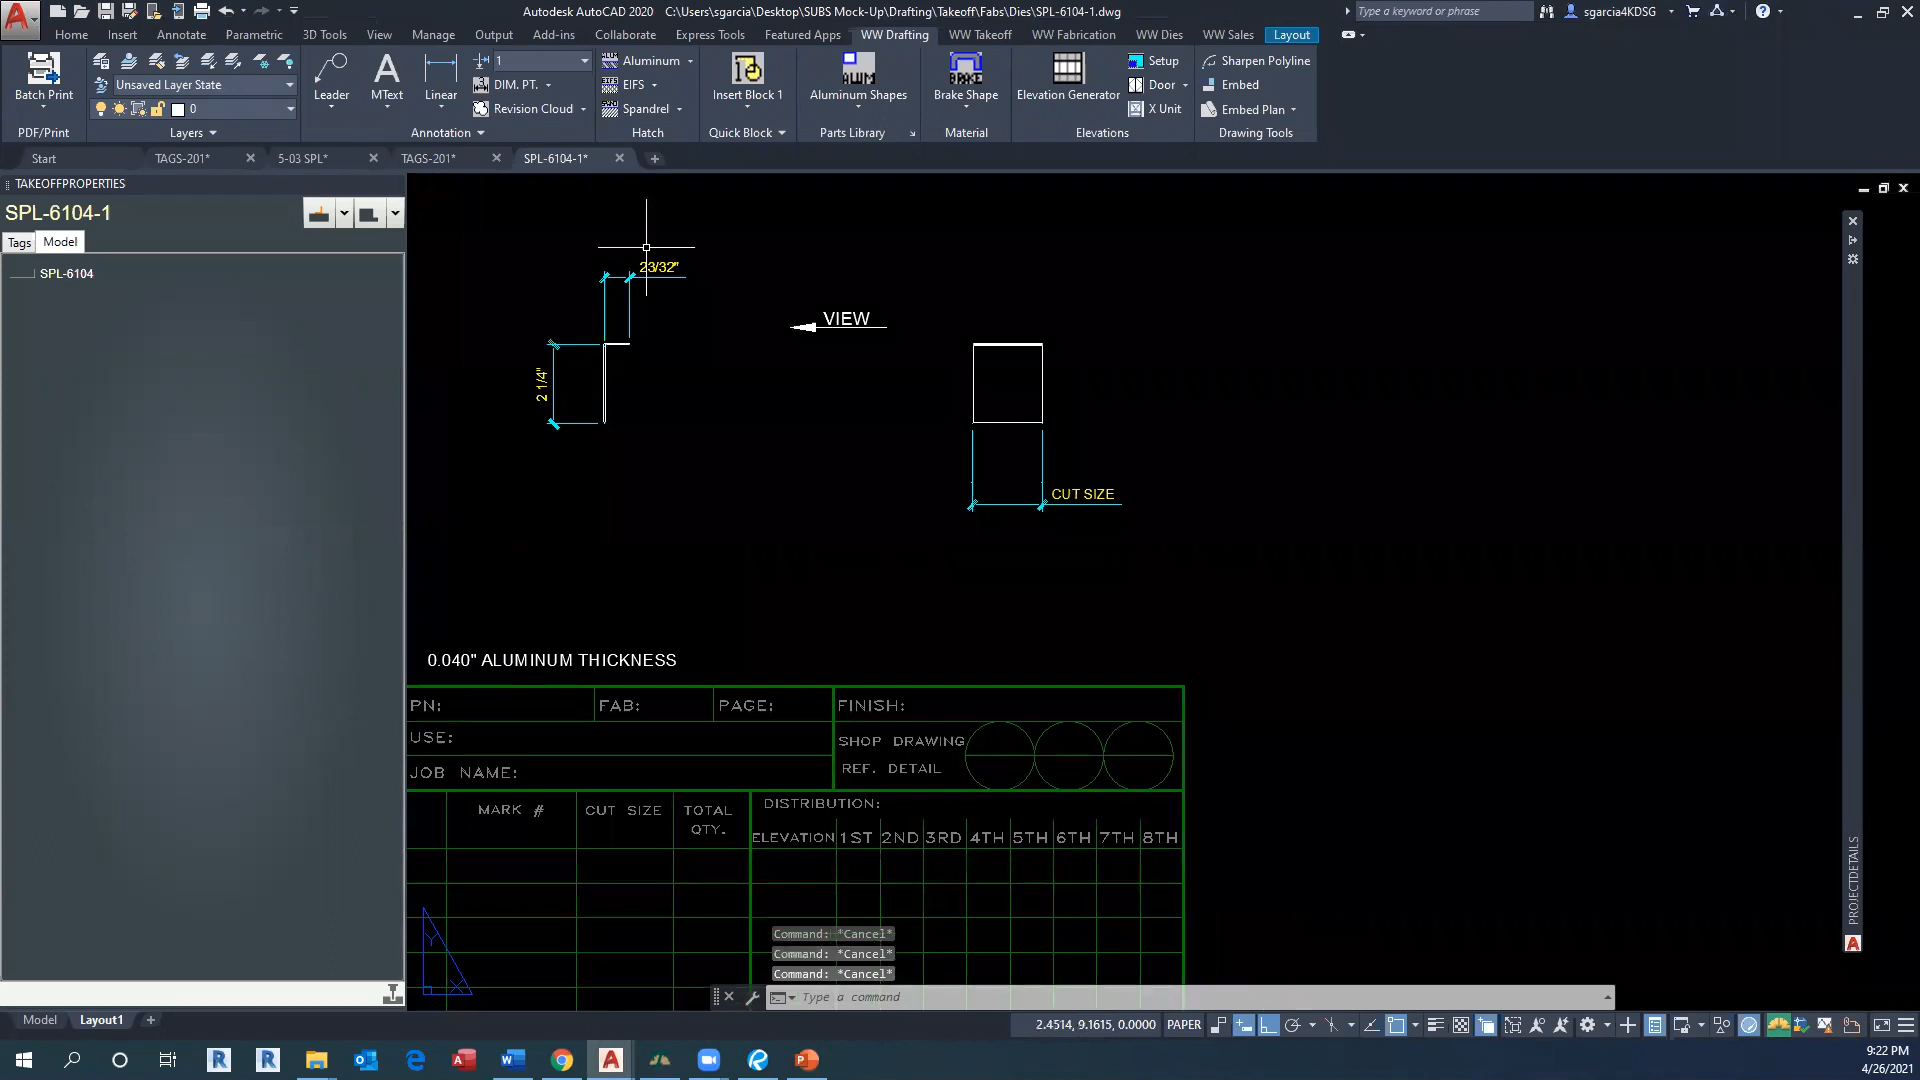 Autodesk AutoCAD 2020 C:\Users\sgarcia\Desktop\SUBS Mock-Up\Drafting\Takeoff\Fabs\Dies\SPL-6104-1.dwg
Type a keyword or phrase
sgarcia4KDSG
Home Insert Annotate Parametric 3D Tools View Manage Output Add-ins Collaborate Express Tools Featured Apps WW Drafting WW Takeoff WW Fabrication WW Dies WW Sales Layout
Batch Print
PDF/Print
Unsaved Layer State
0
Layers
Leader
MText
Linear
1
DIM. PT.
Revision Cloud
Annotation
Aluminum
EIFS
Spandrel
Hatch
Insert Block 1
Quick Block
Aluminum Shapes
Parts Library
Brake Shape
Material
Elevation Generator
Setup
Door
X Unit
Elevations
Sharpen Polyline
Embed
Embed Plan
Drawing Tools
Start TAGS-201* 5-03 SPL* TAGS-201* SPL-6104-1*
TAKEOFFPROPERTIES
SPL-6104-1
Tags Model
SPL-6104
23/32"
VIEW
2 1/4"
CUT SIZE
0.040" ALUMINUM THICKNESS
PN: FAB: PAGE: FINISH:
USE:
SHOP DRAWING
REF. DETAIL
JOB NAME:
MARK # CUT SIZE TOTAL QTY.
DISTRIBUTION:
ELEVATION 1ST 2ND 3RD 4TH 5TH 6TH 7TH 8TH
Y
X
Command: *Cancel*
Command: *Cancel*
Command: *Cancel*
Type a command
PROJECTDETAILS
Model Layout1
2.4514, 9.1615, 0.0000 PAPER
9:22 PM
4/26/2021